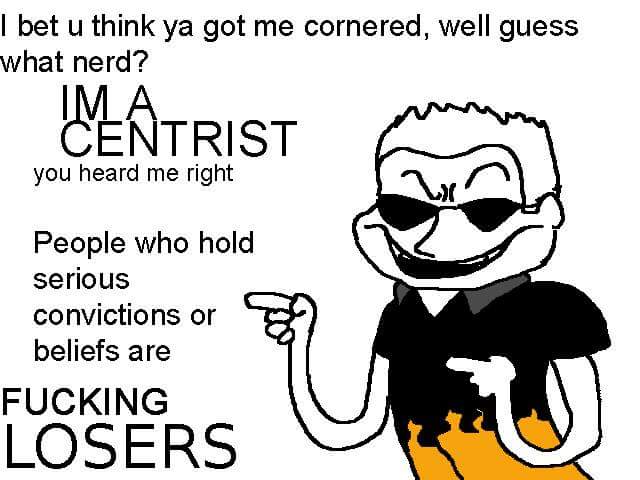 I bet u think ya got me cornered, well guess
what nerd?
IM A
CENTRIST
you heard me right
People who hold
serious
convictions or
beliefs are
FUCKING
LOSERS